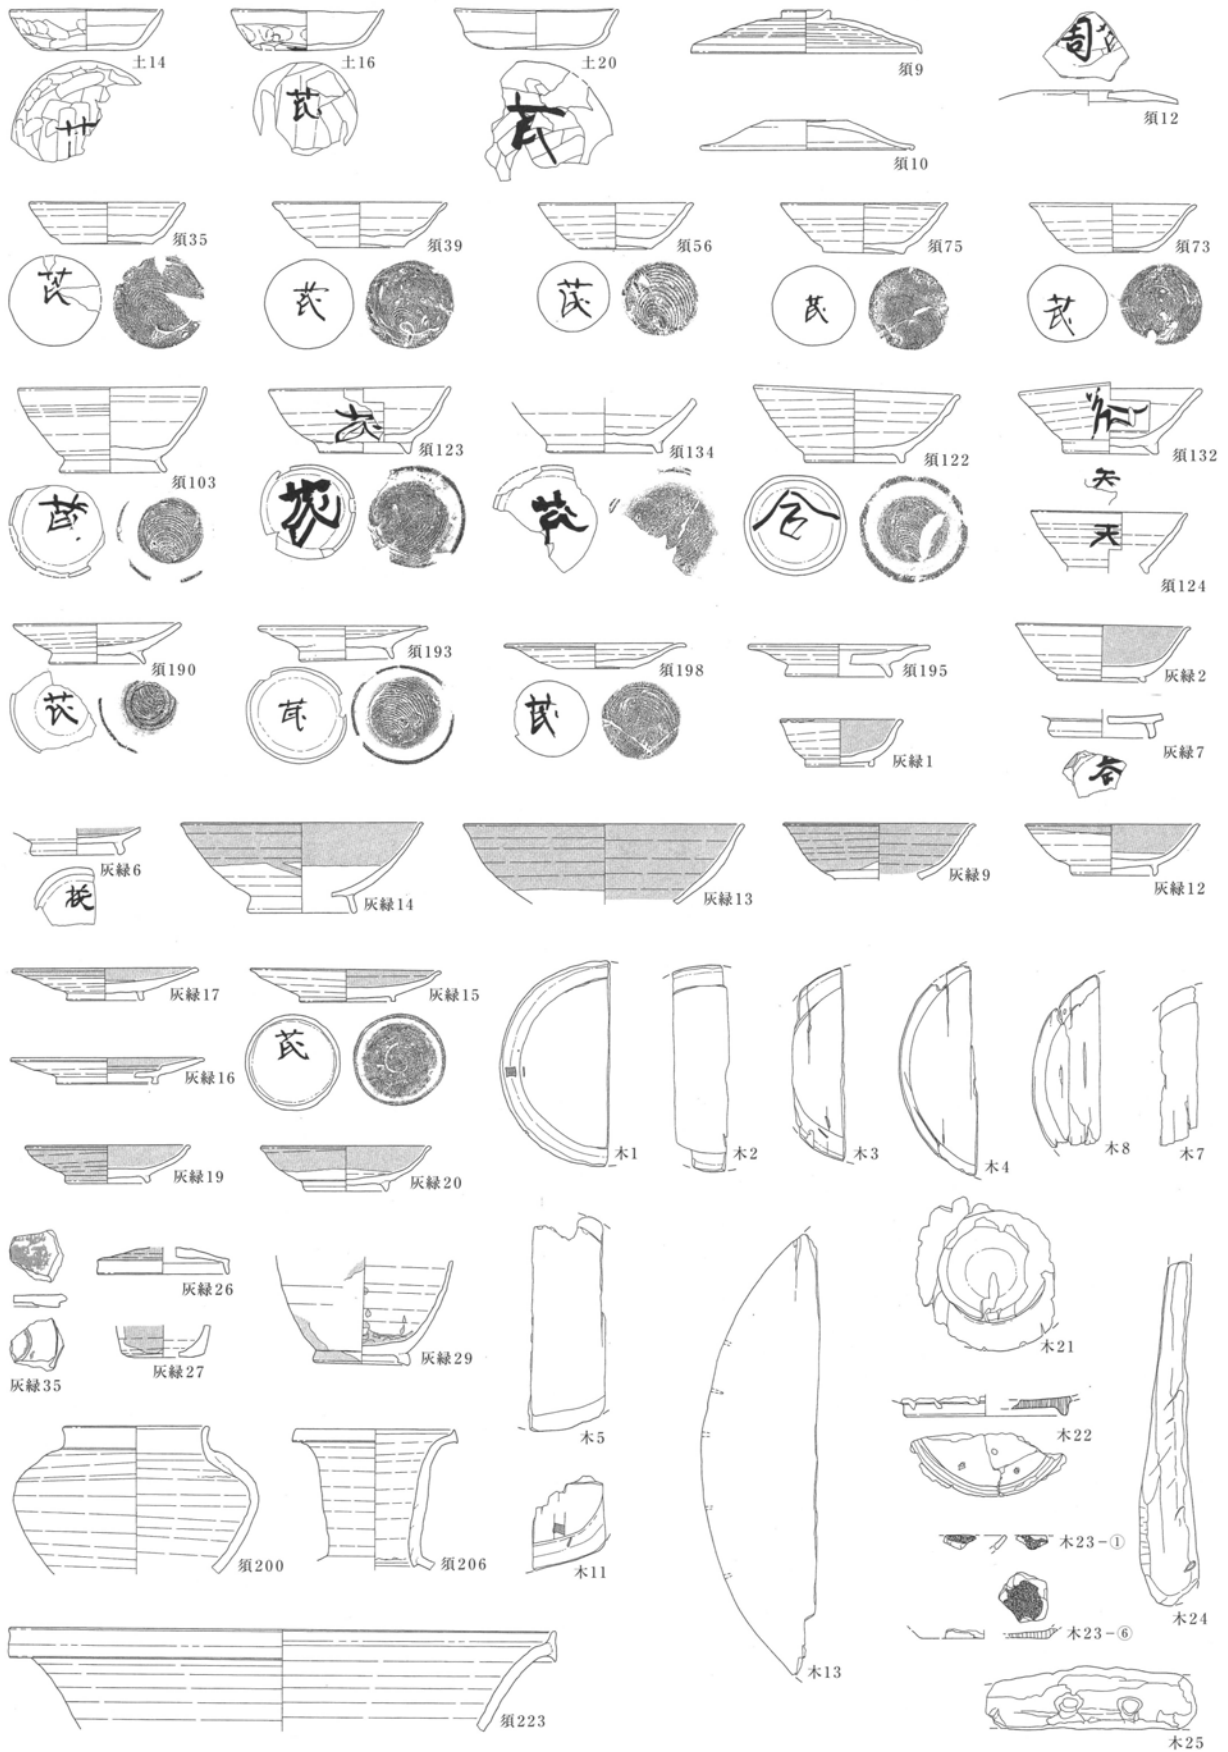 土14 土16 土20 須9 須12
須10
須35 須39 須56 須75 須73
須103 須123 須134 須122 須132
天
須124
須190 須193 須198 須195 灰緑2
灰緑1 灰緑7
灰緑6 灰緑14 灰緑13 灰緑9 灰緑12
灰緑17 灰緑15
灰緑16
灰緑19 灰緑20 木1 木2 木3 木4 木8 木7
灰緑26
灰緑35 灰緑27 灰緑29 木5 木21
木22
須200 須206 木11 木23-①
木23-⑥ 木24
須223 木13 木25